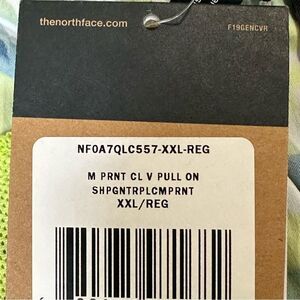 thenorthface.com
F19GENCVR
NF0A7QLC557-XXL-REG
M PRNT CL V PULL ON
SHPGNTRPLCMPRNT
XXL/REG